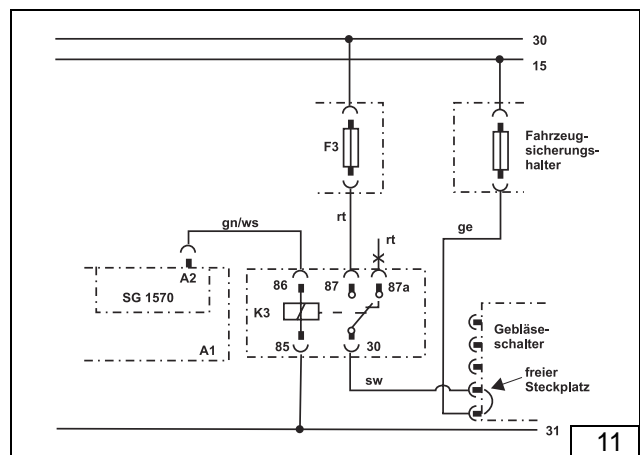 30
15
F3
Fahrzeug-
sicherungs-
halter
rt
rt
ge
gn/ws
A2
SG 1570
A1
86
87
87a
K3
85
30
Gebläse-
schalter
freier
Steckplatz
sw
31
11